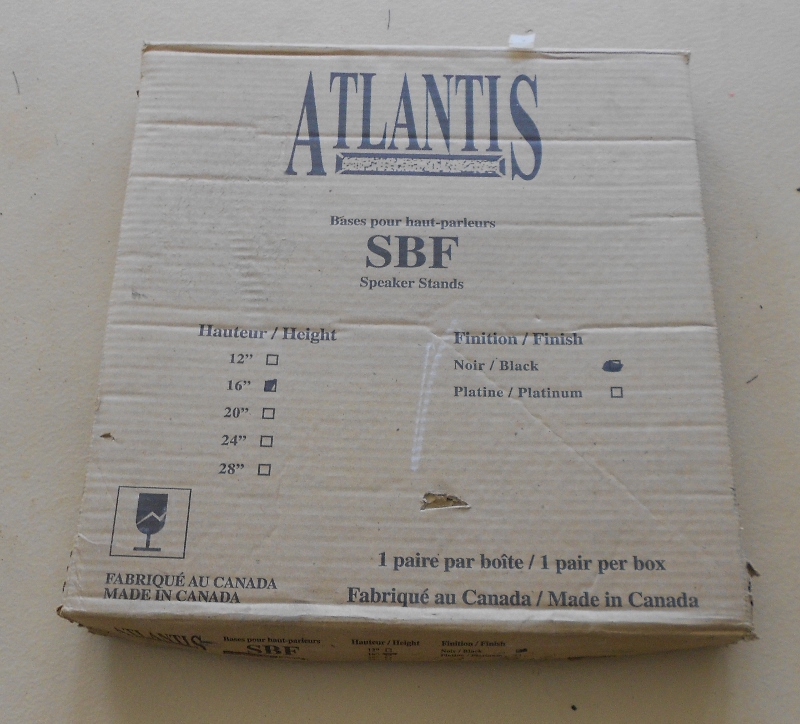 ATLANTIS
Bases pour haut-parleurs
SBF
Speaker Stands
Hauteur / Height
12”
16”
20”
24”
28”
Finition / Finish
Noir / Black
Platine / Platinum
1 paire par boîte / 1 pair per box
FABRIQUÉ AU CANADA
MADE IN CANADA
Fabriqué au Canada / Made in Canada
ATLANTIS
Bases pour haut-parleurs
SBF
Hauteur / Height
Finition / Finish
Noir / Black